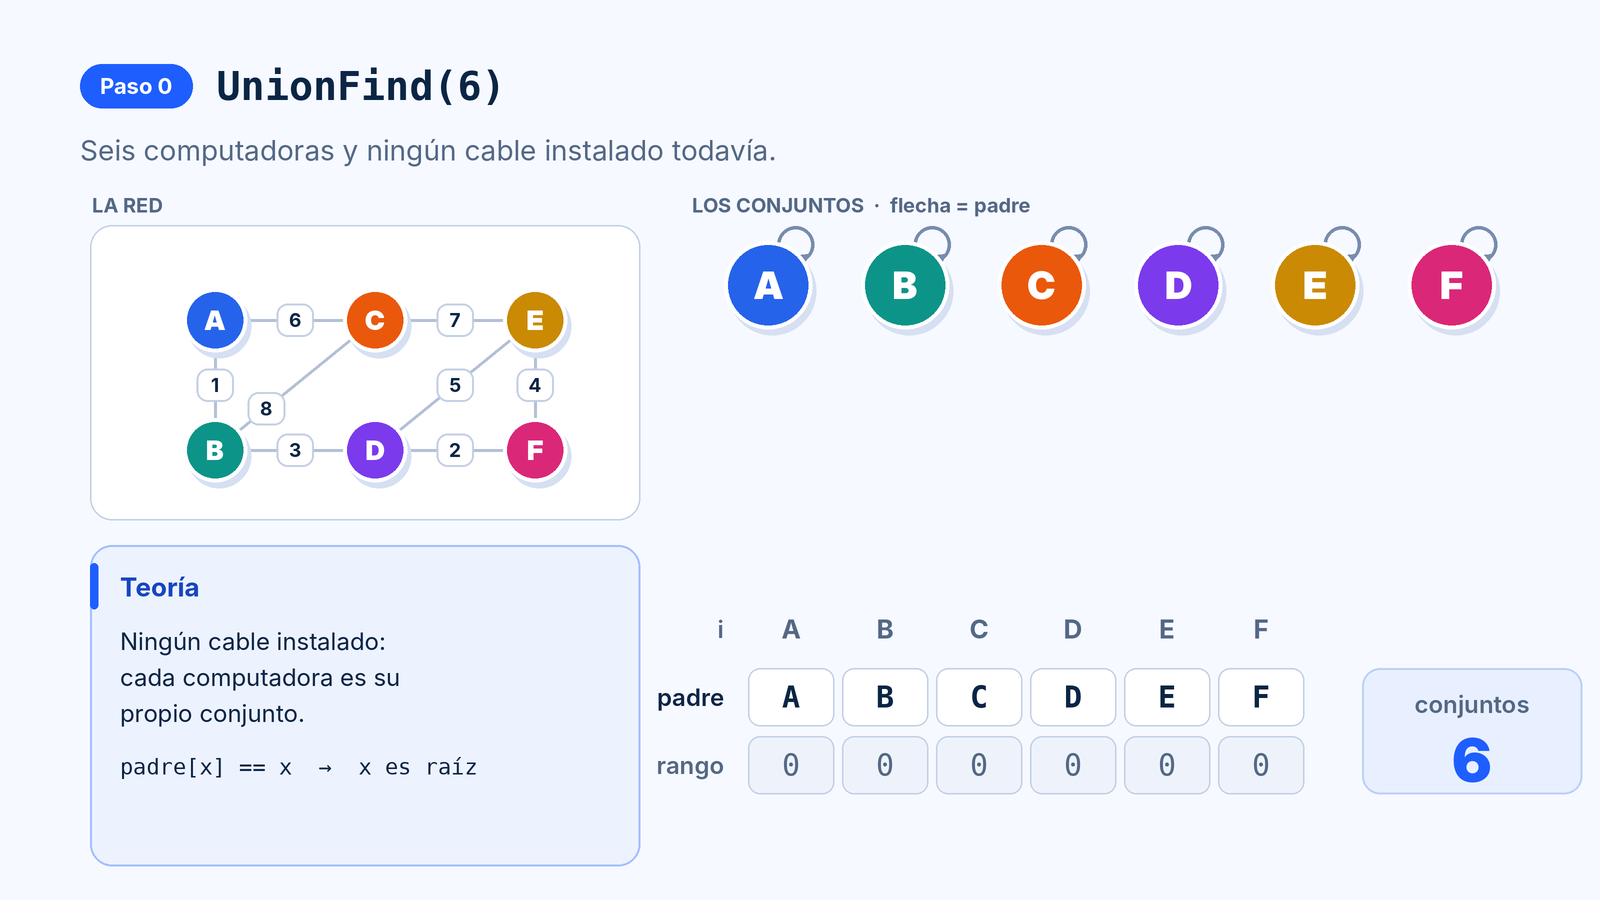 Paso 0 UnionFind(6)
Seis computadoras y ningún cable instalado todavía.
LA RED
A 6 C 7 E
1 8 5 4
B 3 D 2 F
LOS CONJUNTOS · flecha = padre
A B C D E F
Teoría
Ningún cable instalado:
cada computadora es su
propio conjunto.
padre[x] == x → x es raíz
i A B C D E F
padre A B C D E F
rango 0 0 0 0 0 0
conjuntos
6